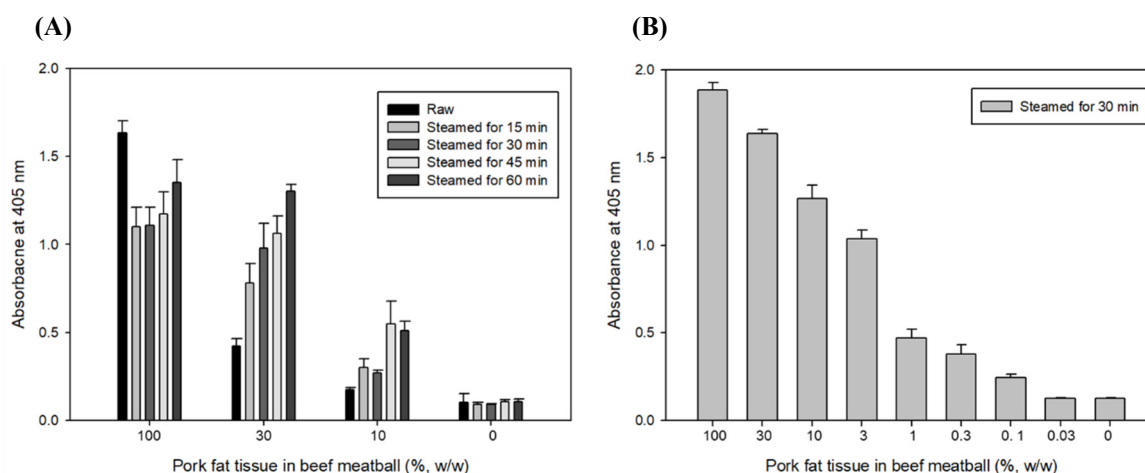 (A)
2.0
1.5
1.0
0.5
0.0
Absorbacne at 405 nm
Raw
Steamed for 15 min
Steamed for 30 min
Steamed for 45 min
Steamed for 60 min
100 30 10 0
Pork fat tissue in beef meatball (%, w/w)
(B)
2.0
1.5
1.0
0.5
0.0
Absorbance at 405 nm
Steamed for 30 min
100 30 10 3 1 0.3 0. 1 0.03 0
Pork fat tissue in beef meatball (%, w/w)